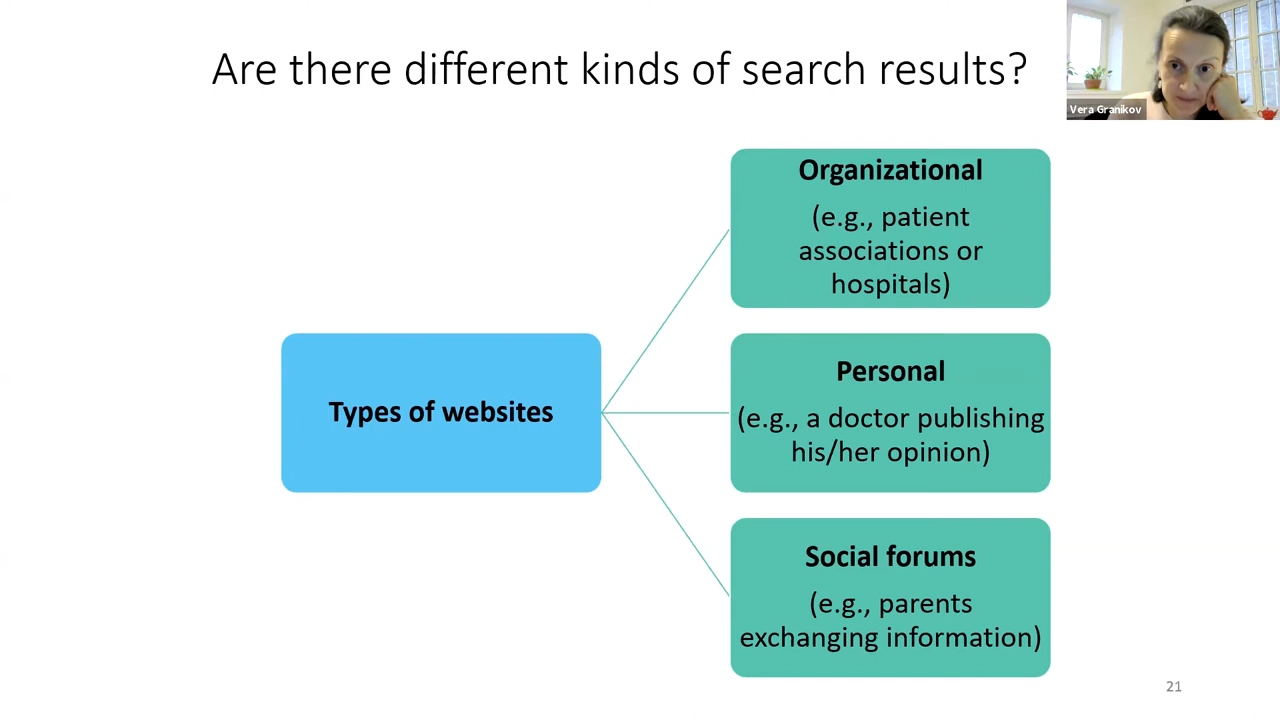 Are there different kinds of search results?
Vera Granikov
Types of websites
Organizational
(e.g., patient
associations or
hospitals)
Personal
(e.g., a doctor publishing
his/her opinion)
Social forums
(e.g., parents
exchanging information)
21